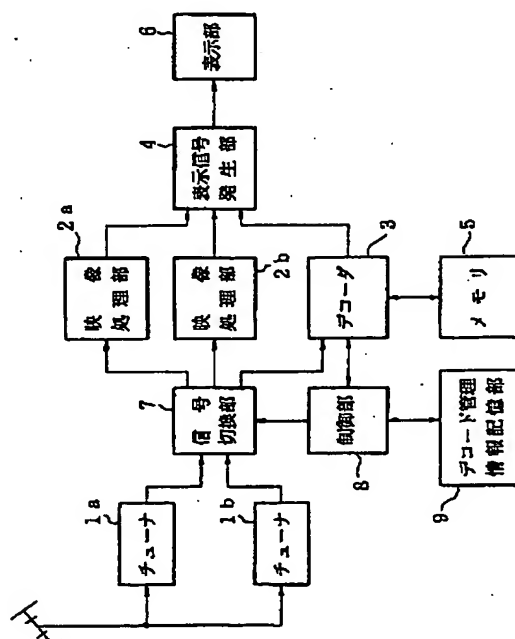 1a
チューナ
1b
チューナ
7
信号
切換部
2a
映像
処理部
映像
処理部
2b
8
制御部
3
デコーダ
4
表示信号
発生部
6
表示部
9
デコード管理
情報記憶部
5
メモリ